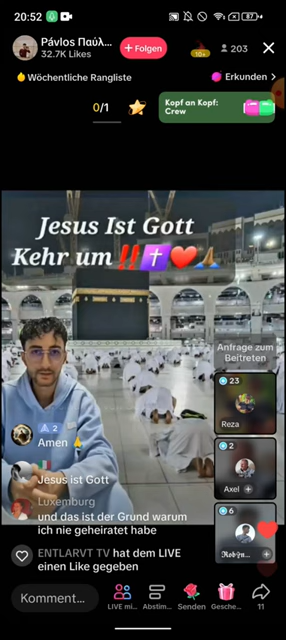 20:52
87
Pávlos Παύλ...
32.7K Likes
+ Folgen
10+
203
Wöchentliche Rangliste
Erkunden >
0/1
Kopf an Kopf:
Crew
Jesus Ist Gott
Kehr um ‼️✝️❤️🙏
Anfrage zum
Beitreten
23
Reza
2
Axel
6
2
Amen 🙏
Jesus ist Gott
Luxemburg
und das ist der Grund warum
ich nie geheiratet habe
ENTLARVT TV hat dem LIVE
einen Like gegeben
Komment...
LIVE mi...
Abstim...
Senden
Gesche...
11